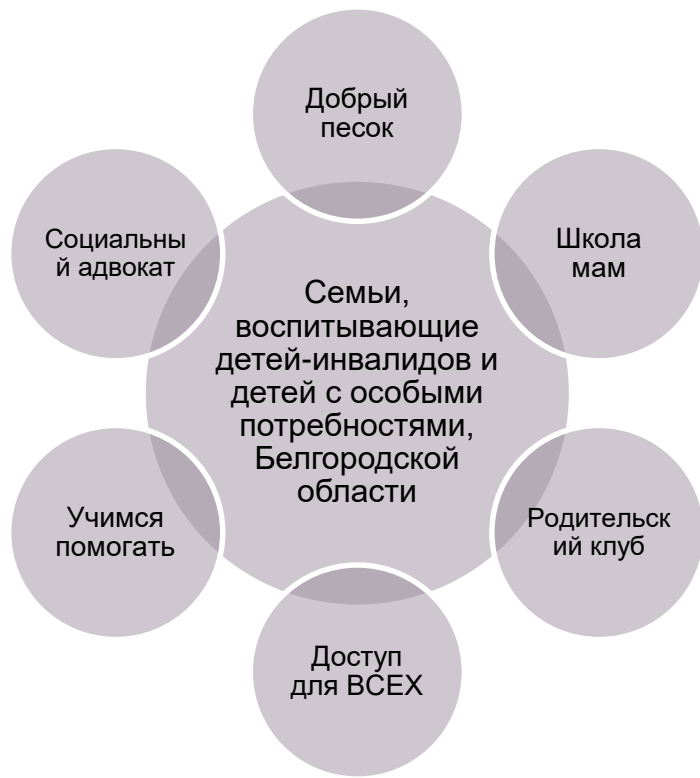 Добрый
песок
Социальны
й адвокат
Школа
мам
Семьи,
воспитывающие
детей-инвалидов и
детей с особыми
потребностями,
Белгородской
области
Учимся
помогать
Родительск
ий клуб
Доступ
для ВСЕХ